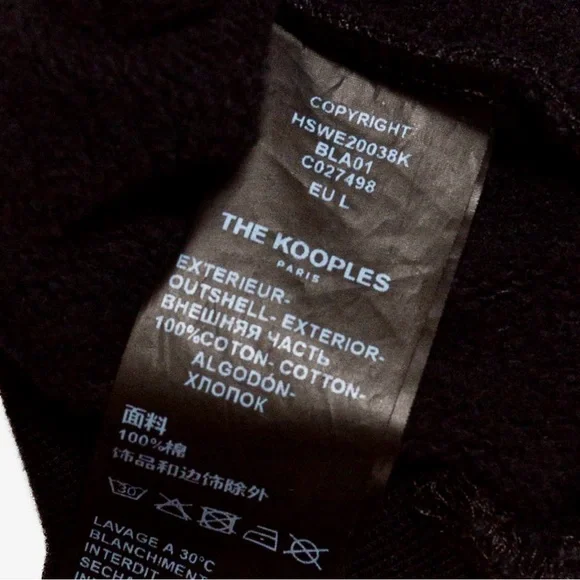 COPYRIGHT
HSWE20038K
BLA01
C027498
EU L
THE KOOPLES
PARIS
EXTERIEUR-
OUTSHELL- EXTERIOR-
ВНЕШНЯЯ ЧАСТЬ
100%COTON- COTTON-
ALGODÓN-
ХЛОПОК
面料
100%棉
饰品和边饰除外
30
LAVAGE A 30°C
BLANCHIMENT
INTERDIT